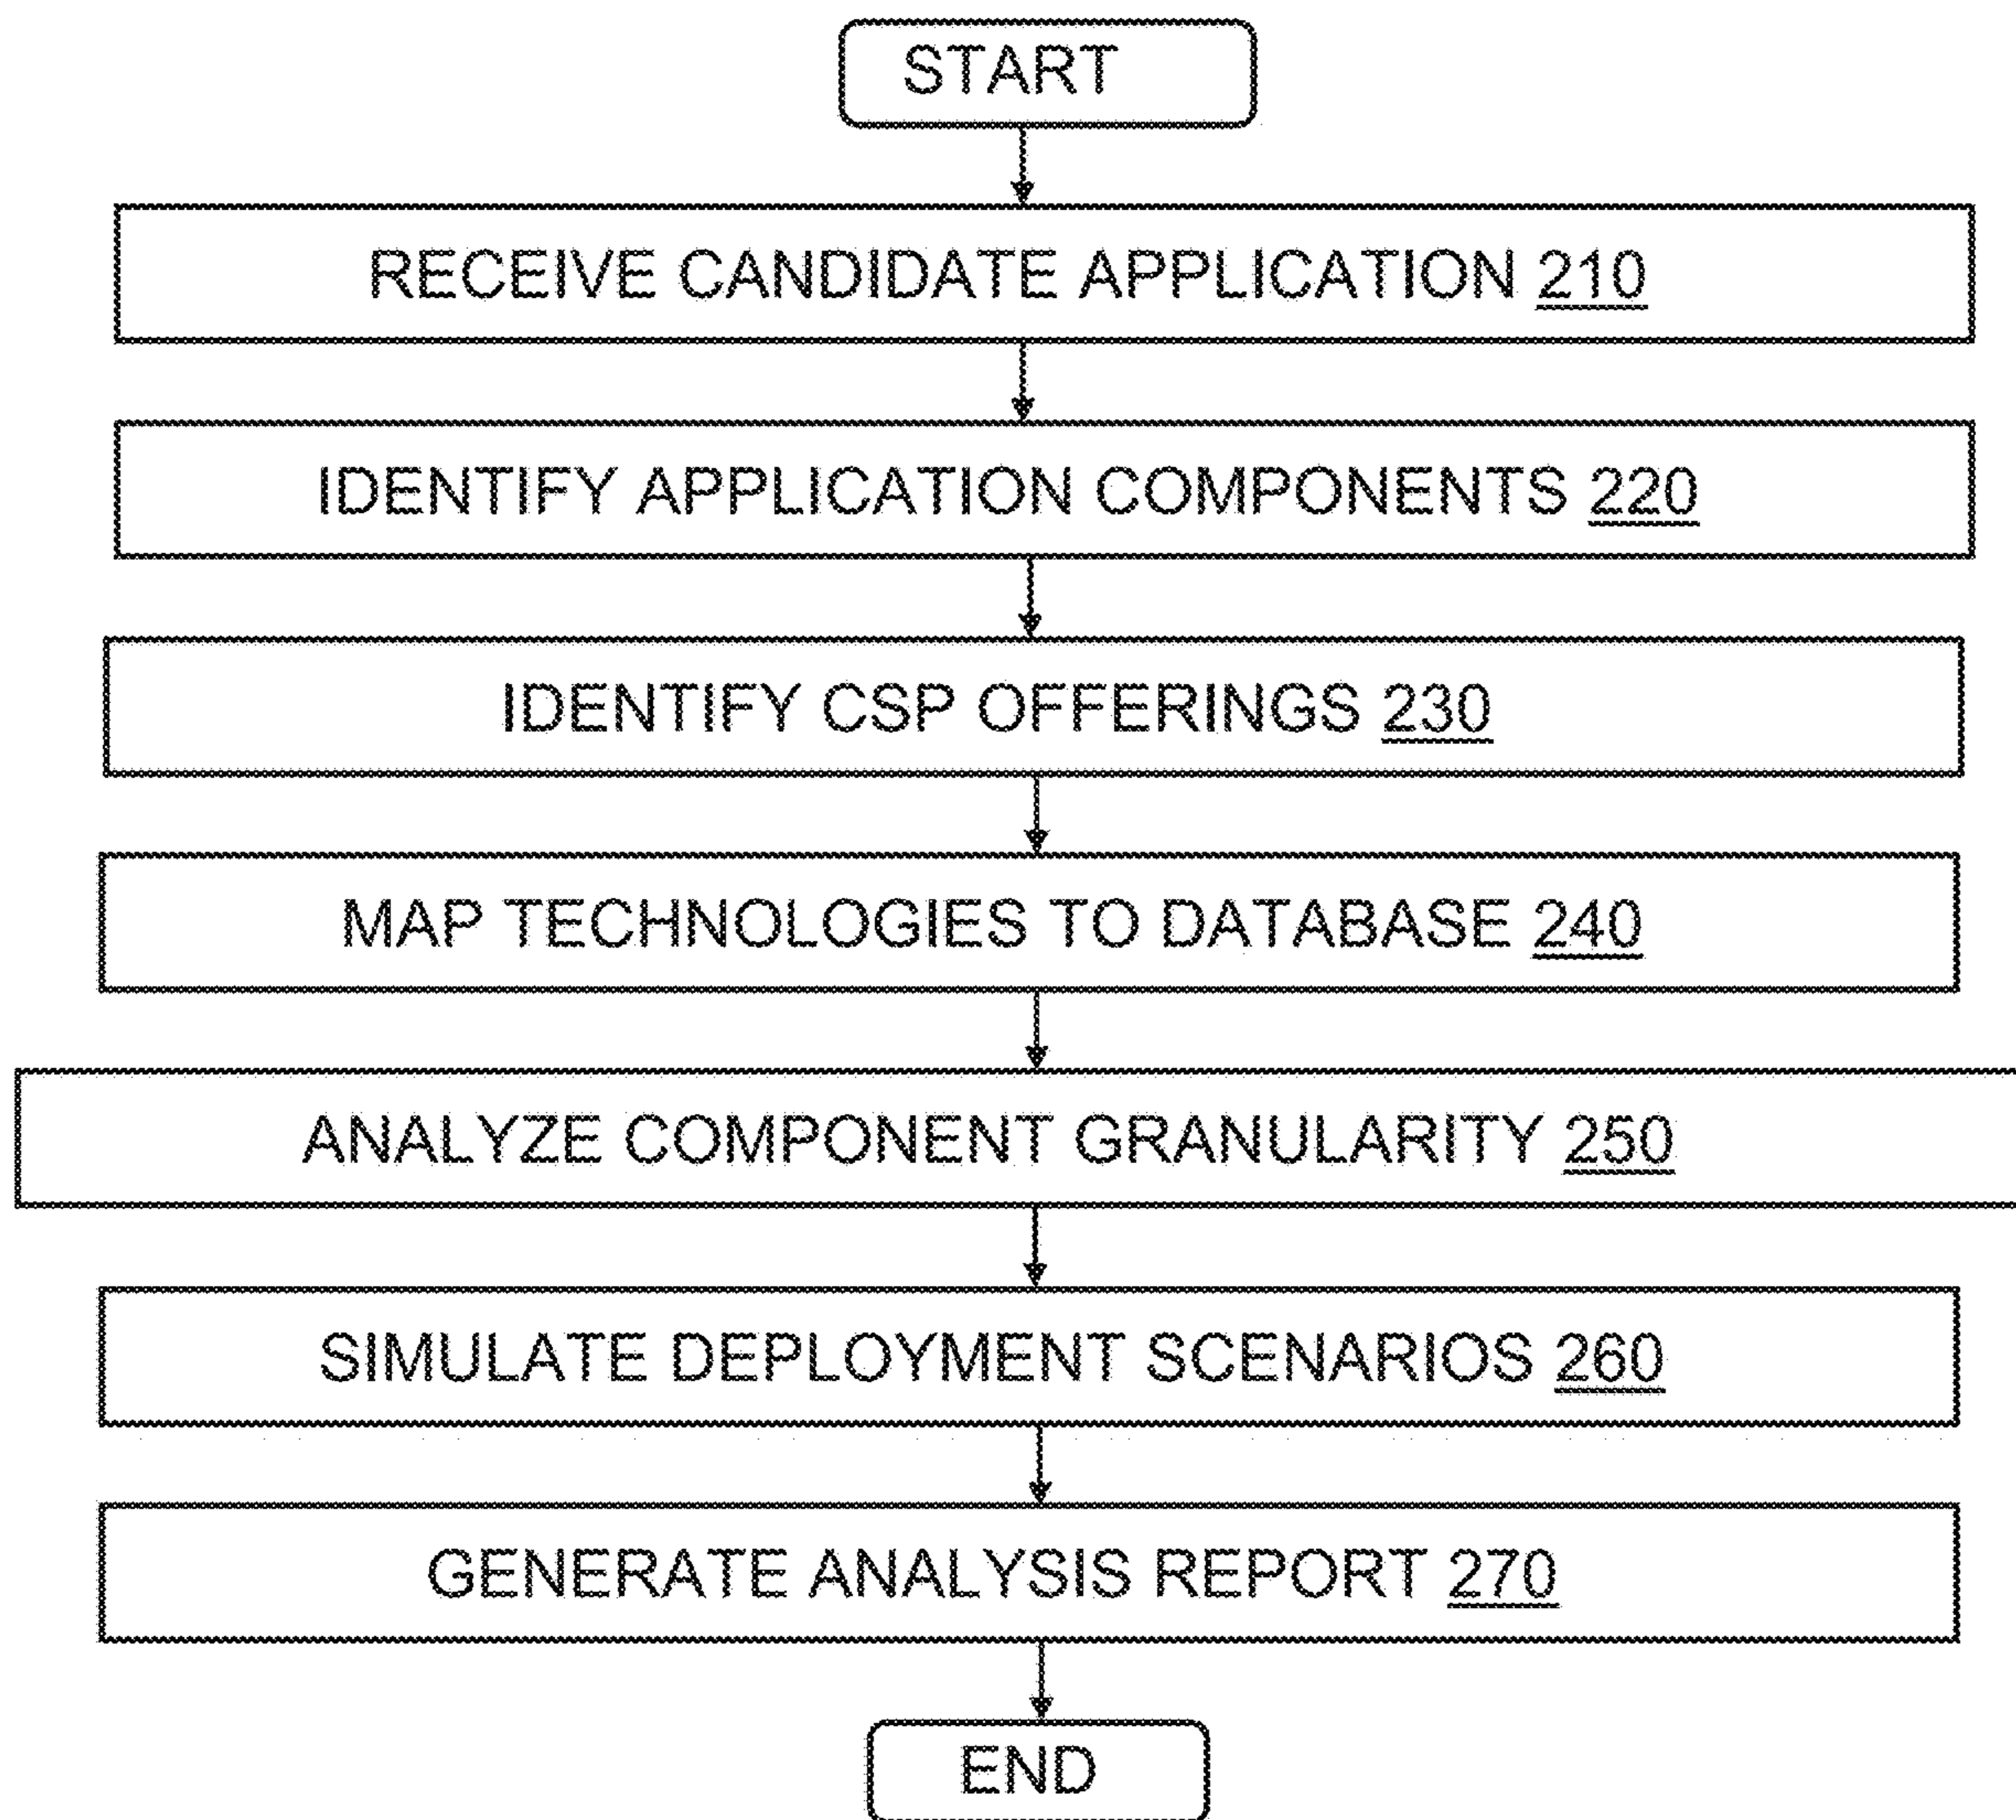 START
RECEIVE CANDIDATE APPLICATION 210
IDENTIFY APPLICATION COMPONENTS 220
IDENTIFY CSP OFFERINGS 230
MAP TECHNOLOGIES TO DATABASE 240
ANALYZE COMPONENT GRANULARITY 250
SIMULATE DEPLOYMENT SCENARIOS 260
GENERATE ANALYSIS REPORT 270
END